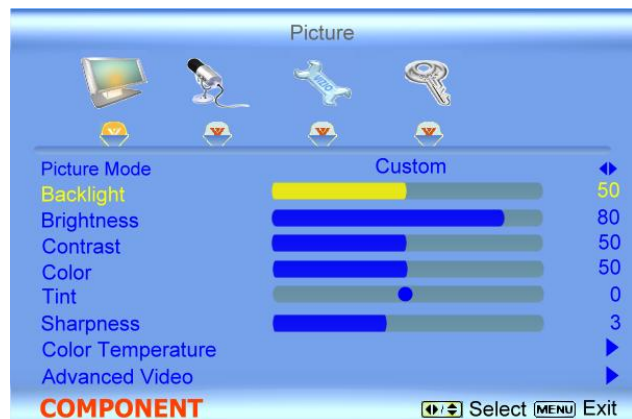 Picture
VIZIO
Picture Mode Custom
Backlight 50
Brightness 80
Contrast 50
Color 50
Tint 0
Sharpness 3
Color Temperature
Advanced Video
COMPONENT Select MENU Exit